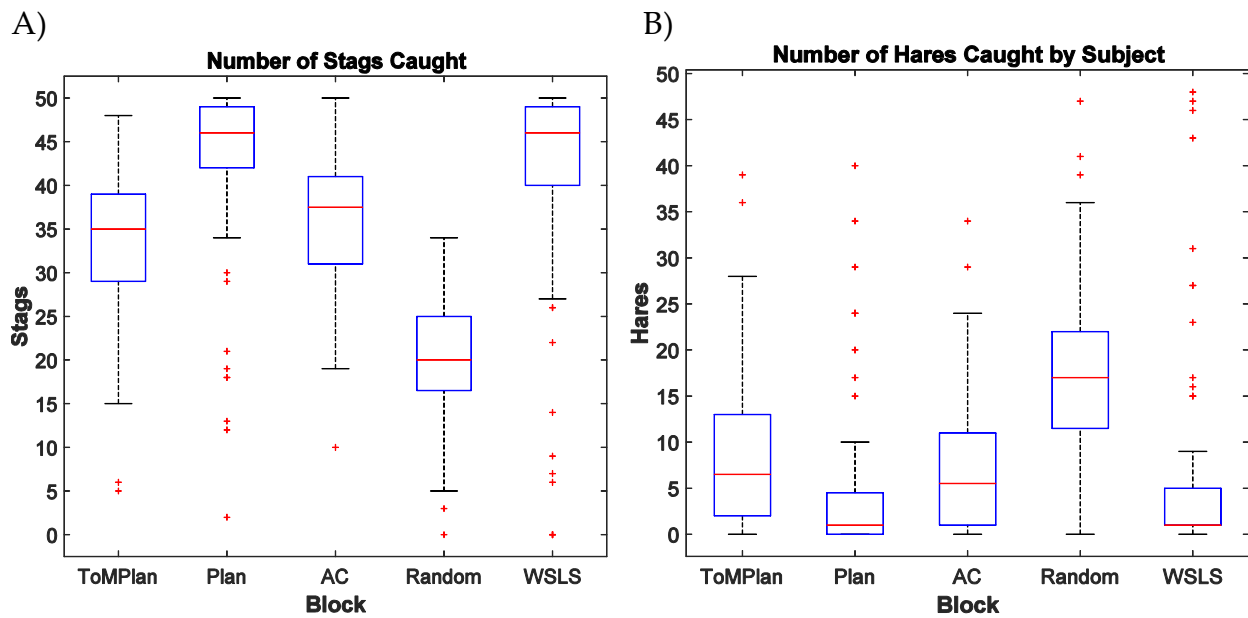 A)
Number of Stags Caught
Stags
50
45
40
35
30
25
20
15
10
5
0
ToMPlan Plan AC Random WSLS
Block
B)
Number of Hares Caught by Subject
Hares
50
45
40
35
30
25
20
15
10
5
0
ToMPlan Plan AC Random WSLS
Block